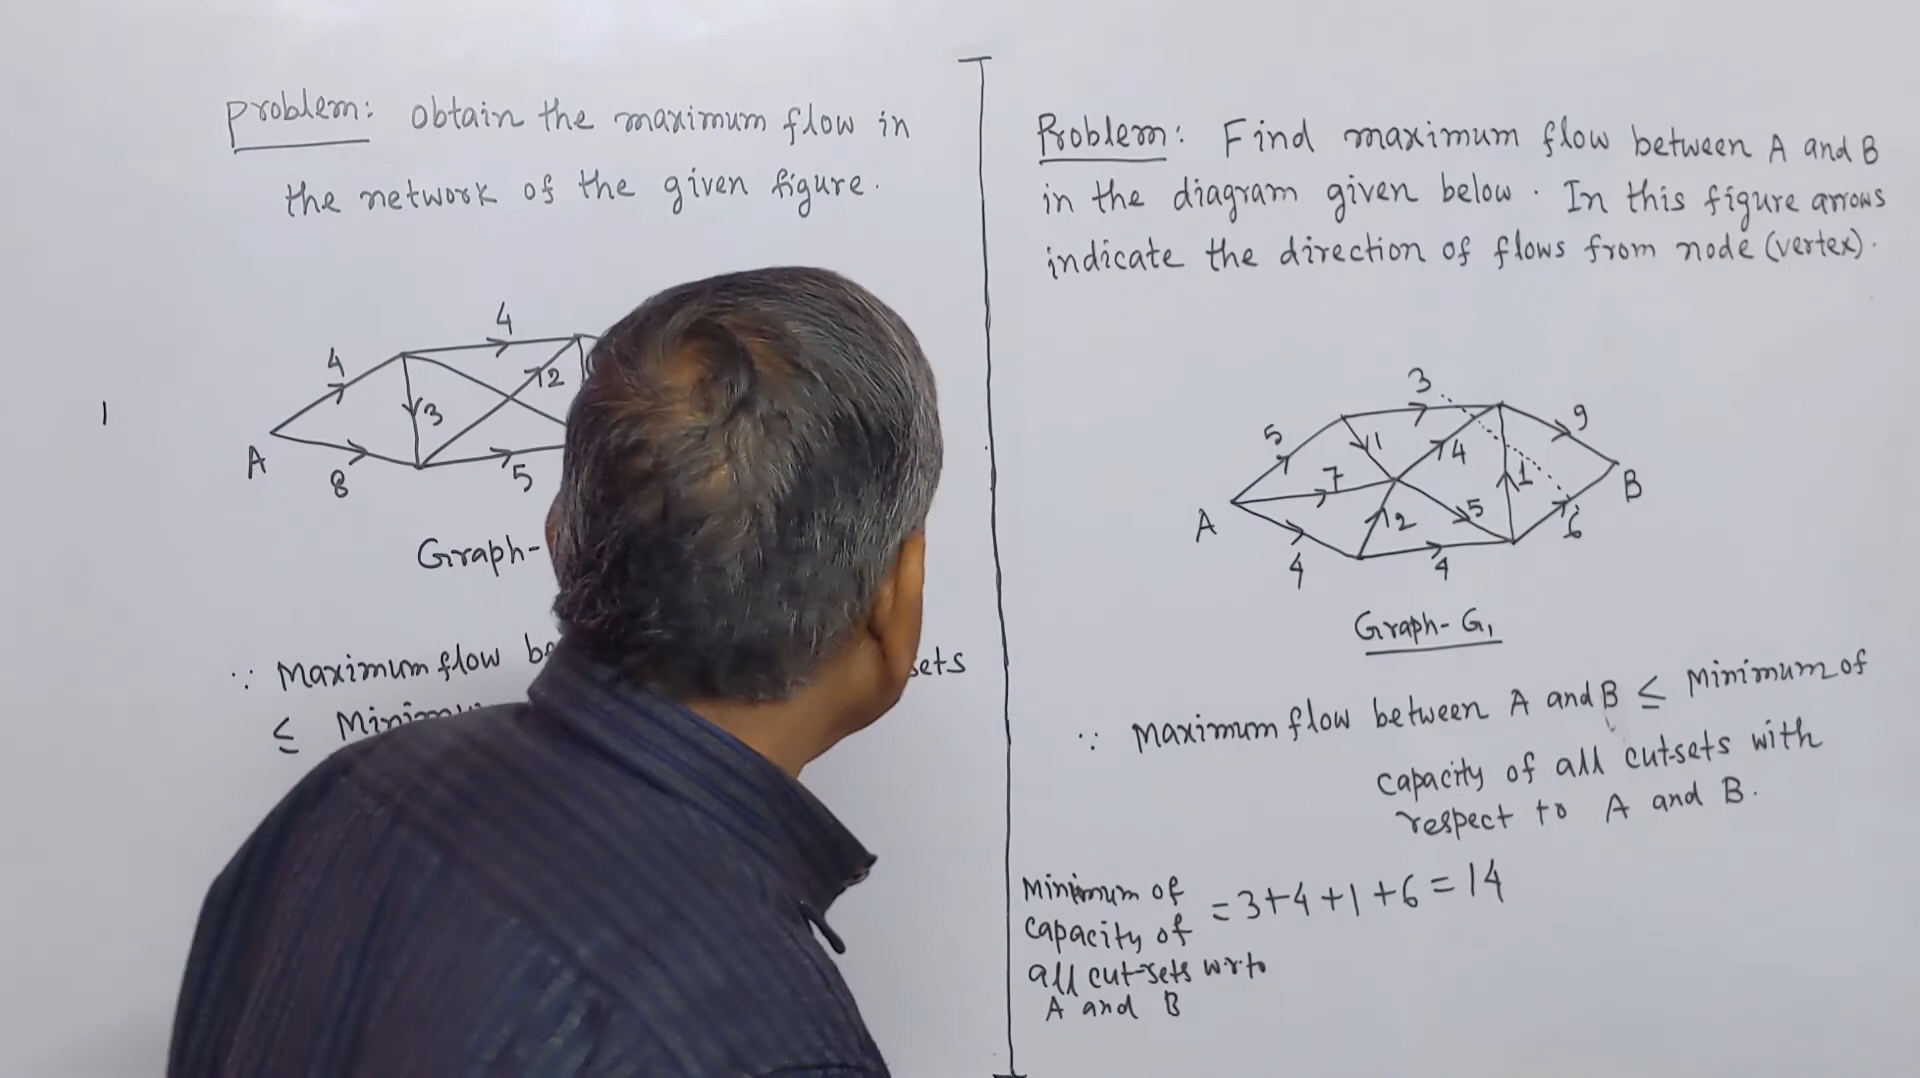 Problem: Obtain the maximum flow in
the network of the given figure.
4
4
3
2
A
8
5
Graph-
∵ Maximum flow
sets
≤
1
Problem: Find maximum flow between A and B
in the diagram given below. In this figure arrows
indicate the direction of flows from node (vertex).
3
5
1
4
9
7
1
B
A
2
5
6
4
4
Graph- G₁
∵ Maximum flow between A and B ≤ Minimum of
capacity of all cut-sets with
respect to A and B.
Minimum of
capacity of = 3+4+1+6 = 14
all cut-sets w.r.to
A and B